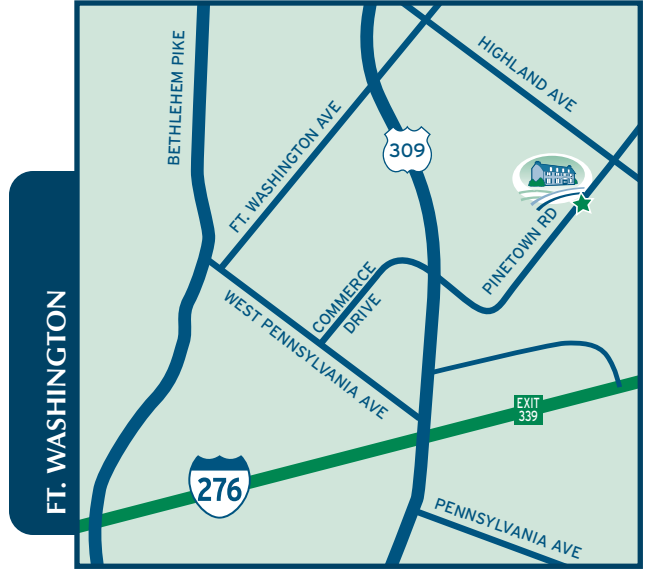 BETHLEHEM PIKE
HIGHLAND AVE
FT. WASHINGTON AVE
309
PINETOWN RD
COMMERCE
DRIVE
WEST PENNSYLVANIA AVE
FT. WASHINGTON
EXIT
339
276
PENNSYLVANIA AVE